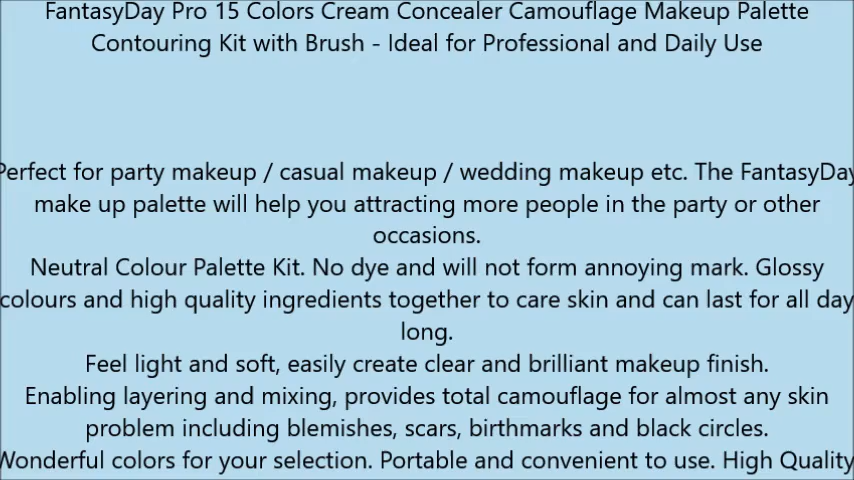 FantasyDay Pro 15 Colors Cream Concealer Camouflage Makeup Palette
Contouring Kit with Brush - Ideal for Professional and Daily Use
Perfect for party makeup / casual makeup / wedding makeup etc. The FantasyDay
make up palette will help you attracting more people in the party or other
occasions.
Neutral Colour Palette Kit. No dye and will not form annoying mark. Glossy
colours and high quality ingredients together to care skin and can last for all day
long.
Feel light and soft, easily create clear and brilliant makeup finish.
Enabling layering and mixing, provides total camouflage for almost any skin
problem including blemishes, scars, birthmarks and black circles.
Wonderful colors for your selection. Portable and convenient to use. High Quality